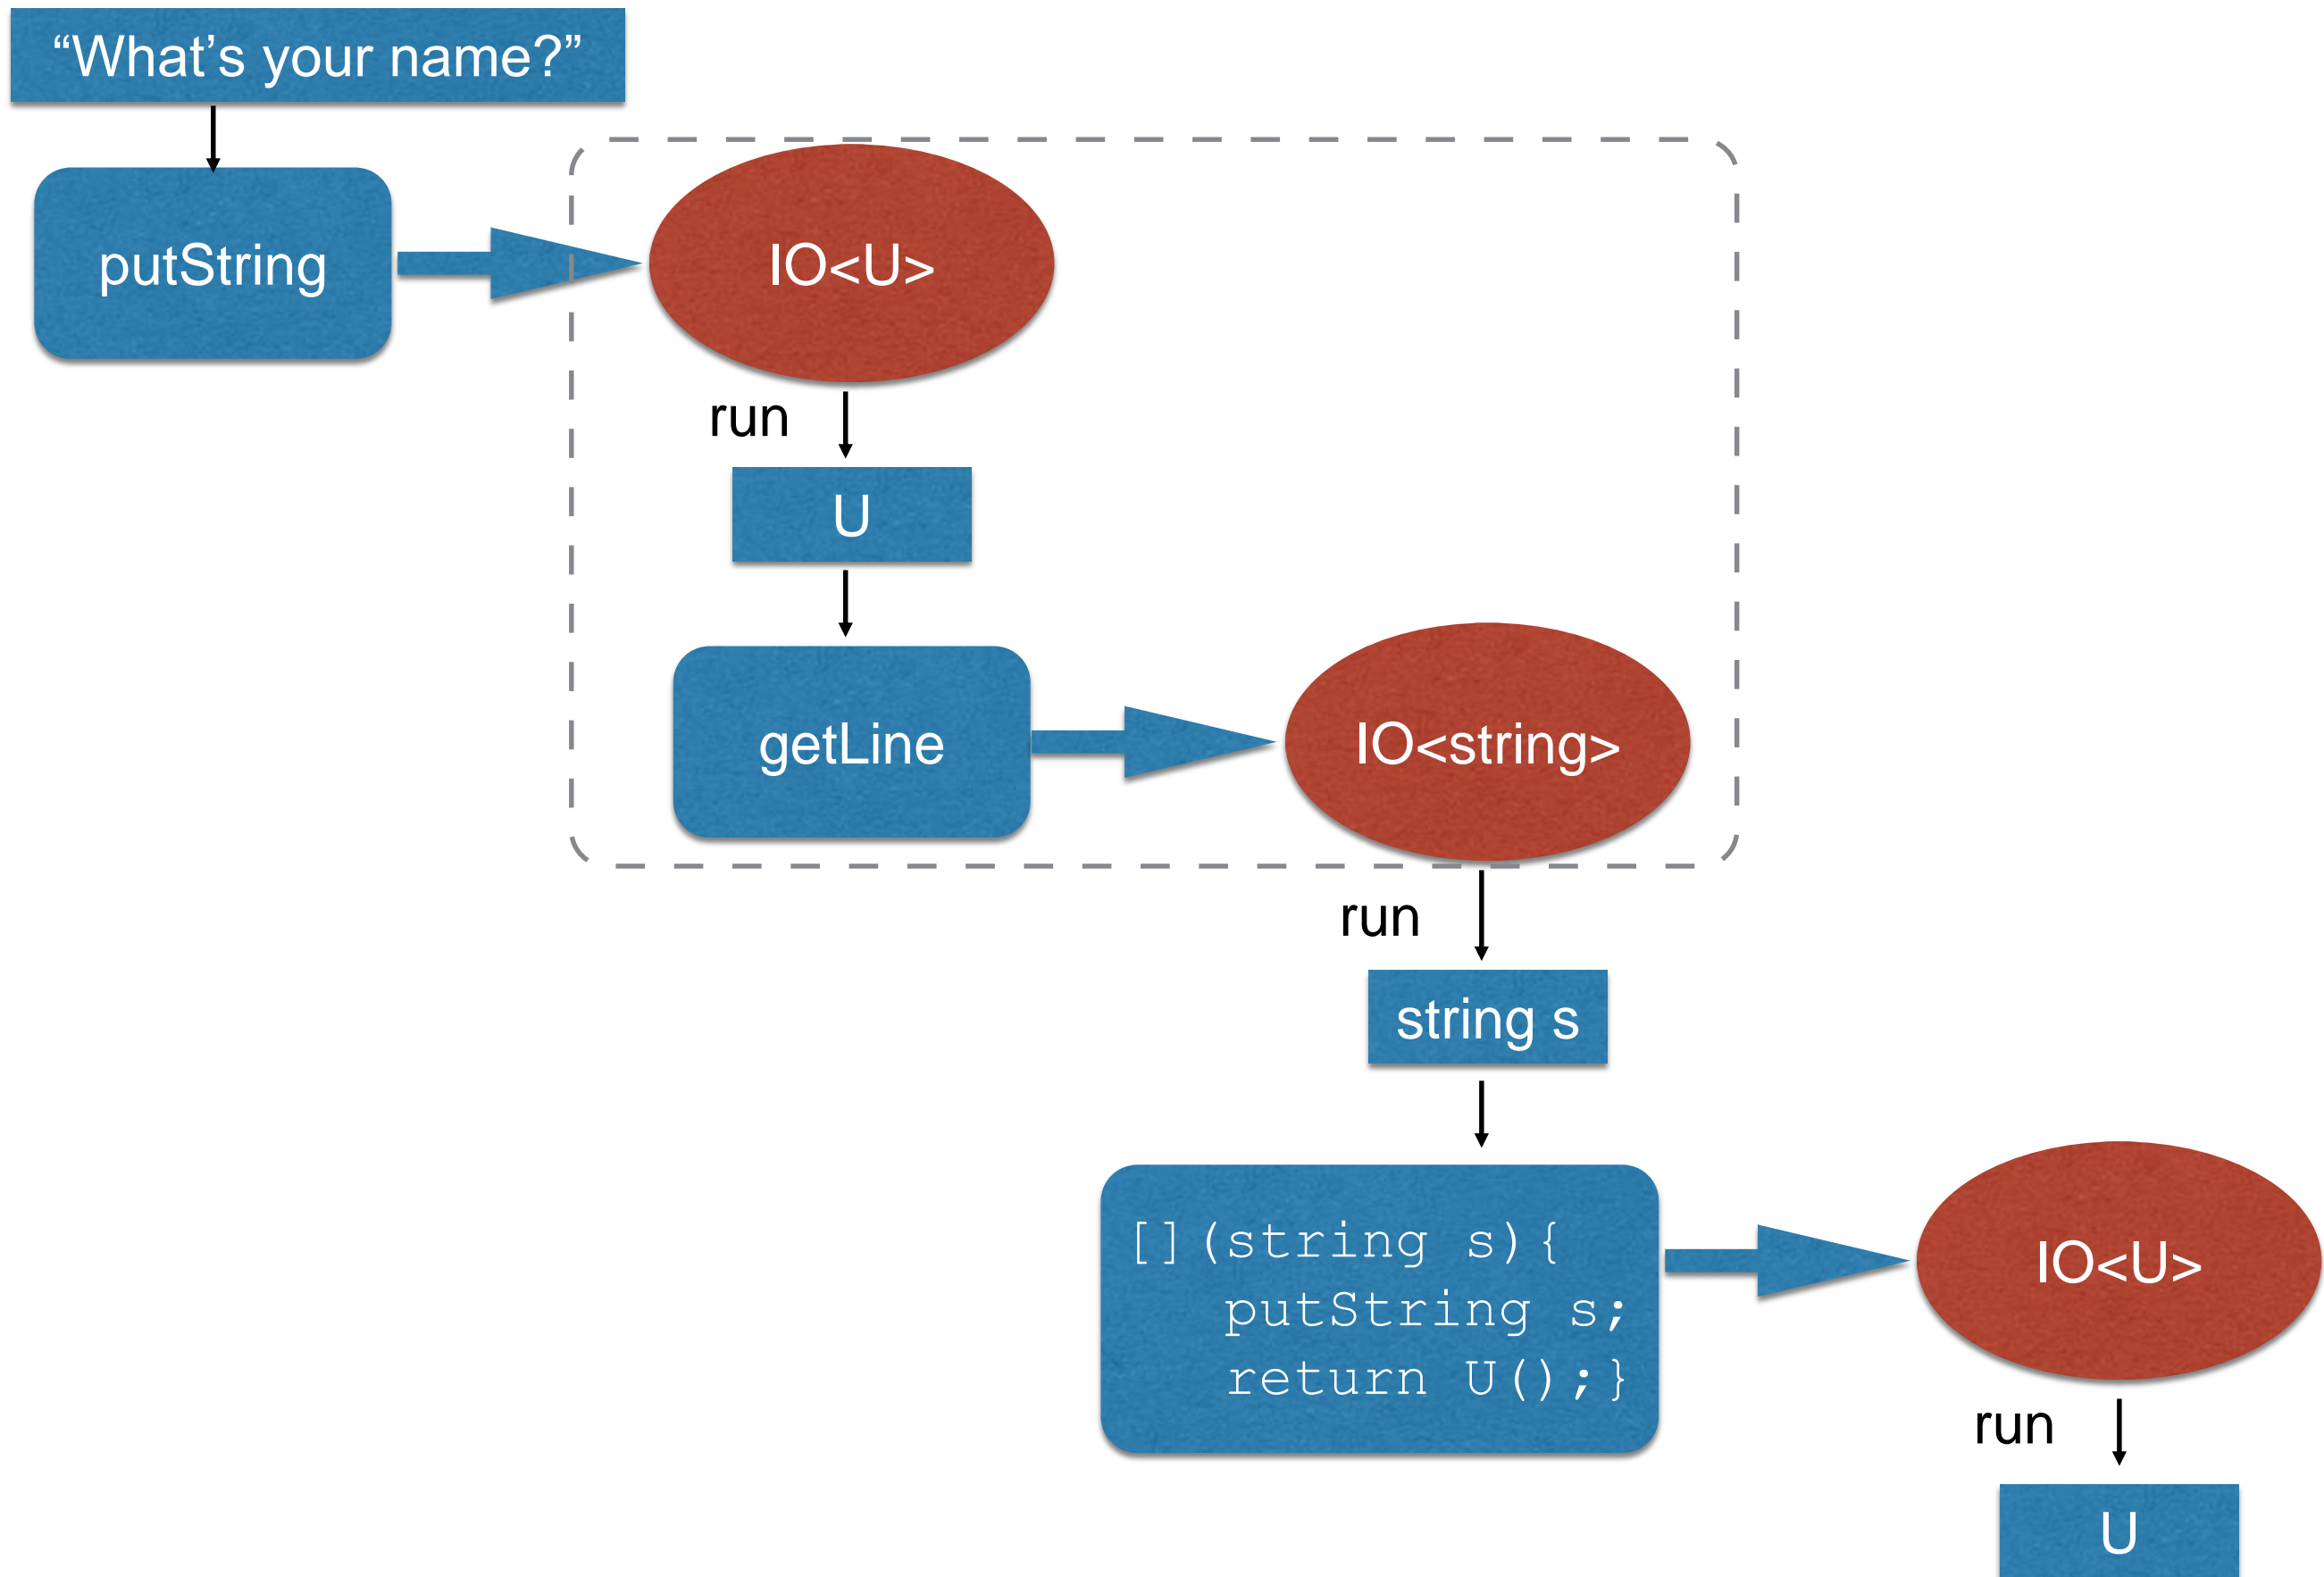 “What’s your name?”
putString
IO<U>
run
U
getLine
IO<string>
run
string s
[](string s){
putString s;
return U();}
IO<U>
run
U